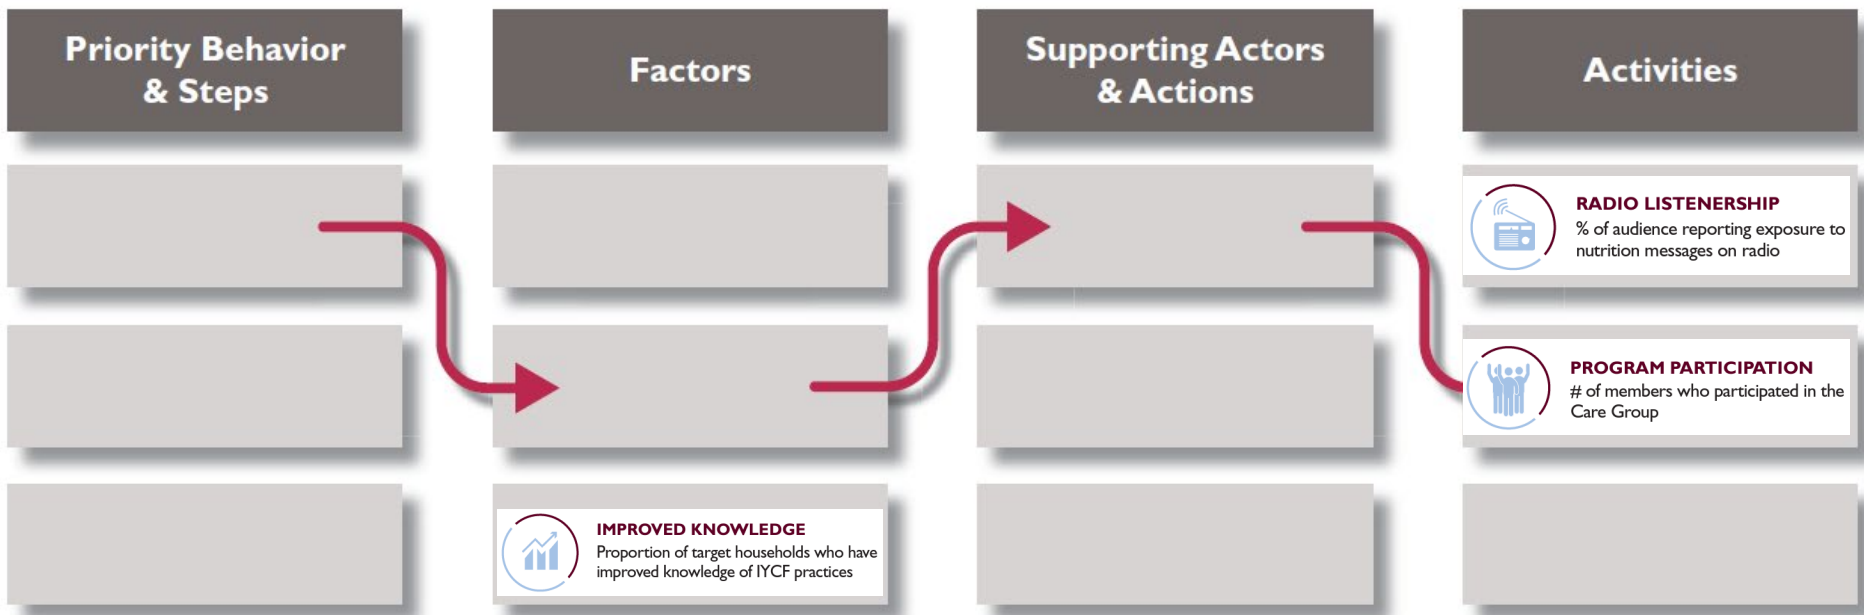 Priority Behavior
& Steps
Factors
Supporting Actors
& Actions
Activities
RADIO LISTENERSHIP
% of audience reporting exposure to
nutrition messages on radio
PROGRAM PARTICIPATION
# of members who participated in the
Care Group
IMPROVED KNOWLEDGE
Proportion of target households who have
improved knowledge of IYCF practices